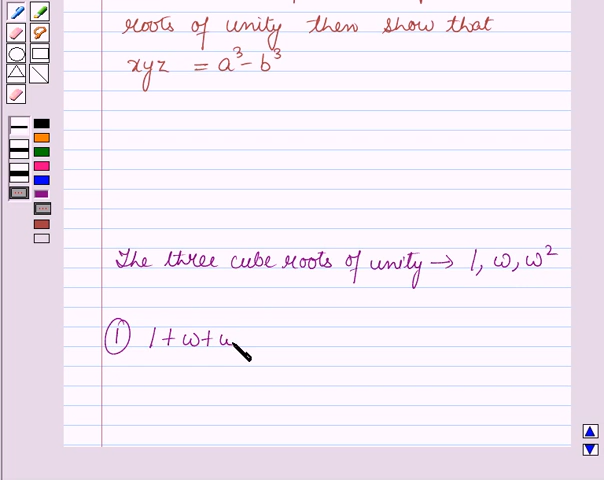 roots of unity then show that
xyz = a³-b³
The three cube roots of unity → 1, ω, ω²
① 1+ω+